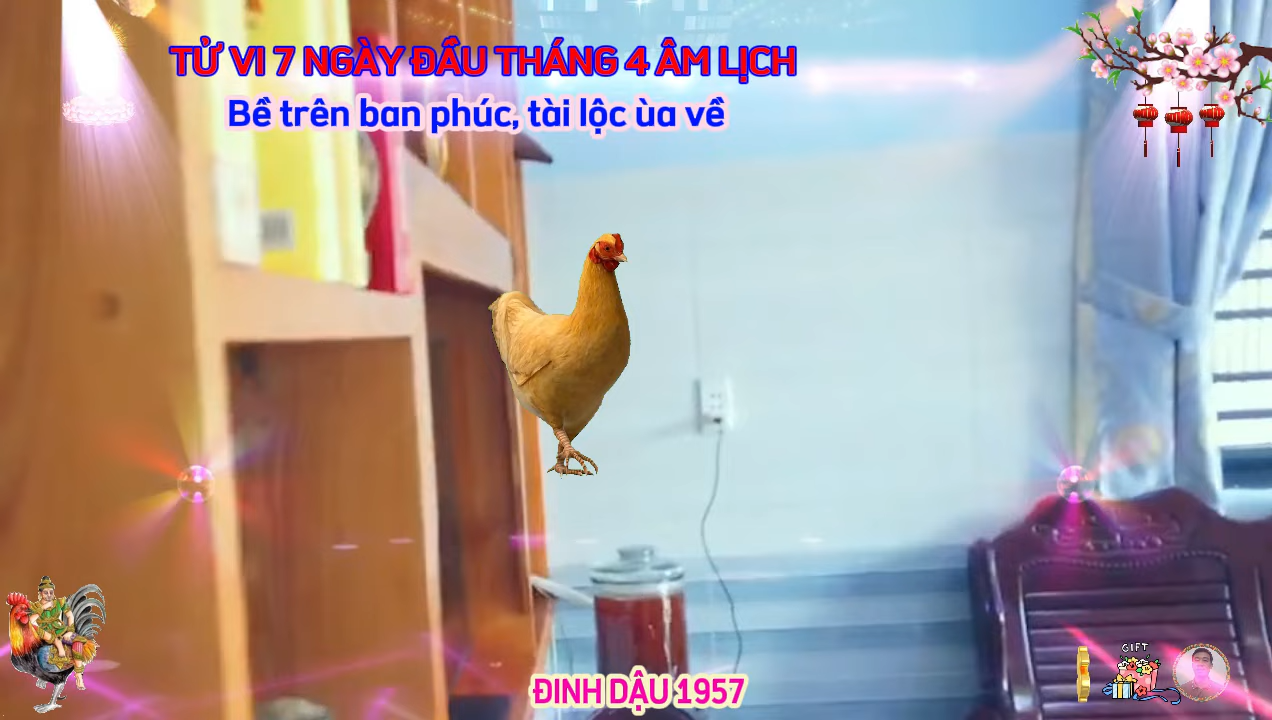 TỬ VI 7 NGÀY ĐẦU THÁNG 4 ÂM LỊCH
Bề trên ban phúc, tài lộc ùa về
GIFT
ĐINH DẬU 1957